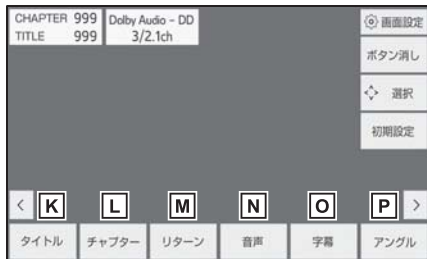 CHAPTER 999
TITLE 999
Dolby Audio - DD
3/2.1ch
画面設定
ボタン消し
選択
初期設定
< K L M N O P >
タイトル チャプター リターン 音声 字幕 アングル